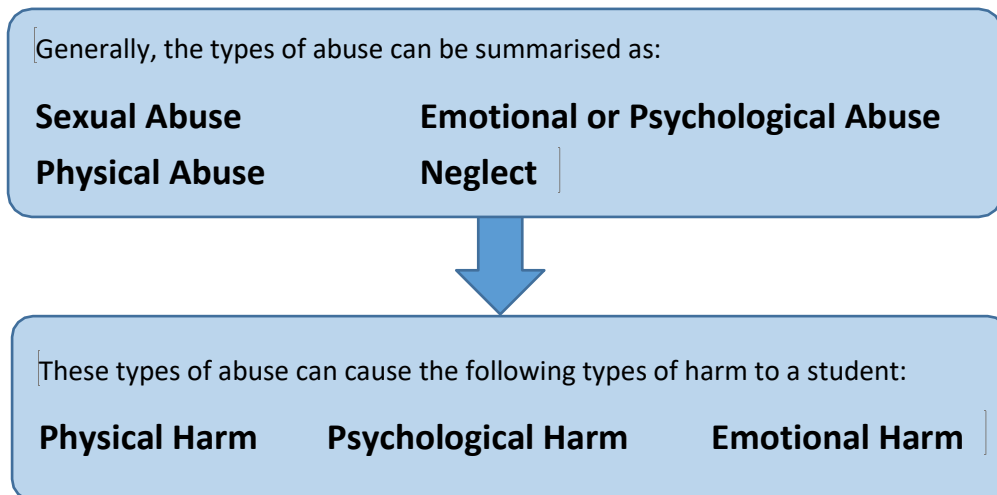 Generally, the types of abuse can be summarised as:
Sexual Abuse Emotional or Psychological Abuse
Physical Abuse Neglect
These types of abuse can cause the following types of harm to a student:
Physical Harm Psychological Harm Emotional Harm